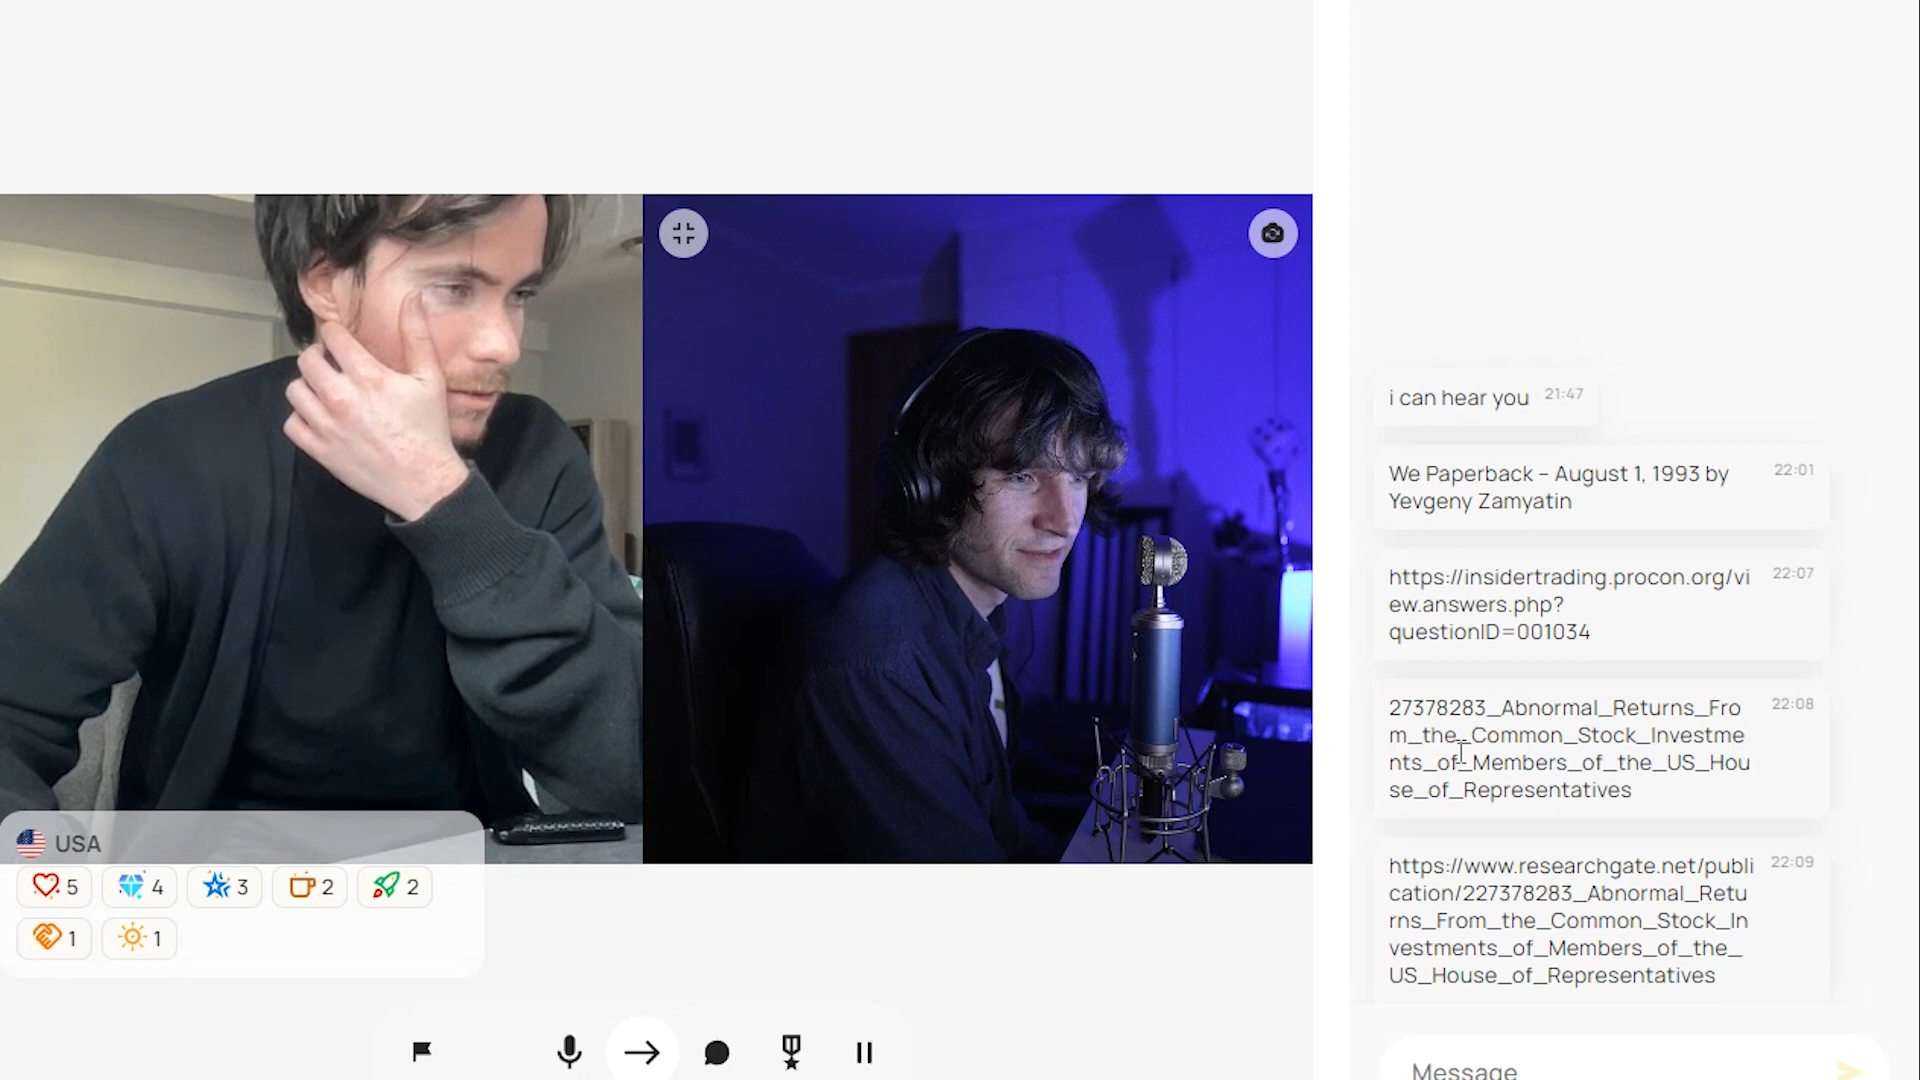 i can hear you 21:47
We Paperback – August 1, 1993 by 22:01
Yevgeny Zamyatin
https://insidertrading.procon.org/vi 22:07
ew.answers.php?
questionID=001034
27378283_Abnormal_Returns_Fro 22:08
m_the_Common_Stock_Investme
nts_of_Members_of_the_US_Hou
se_of_Representatives
https://www.researchgate.net/publi 22:09
cation/227378283_Abnormal_Retu
rns_From_the_Common_Stock_In
vestments_of_Members_of_the_
US_House_of_Representatives
USA
5 4 3 2 2
1 1
Message